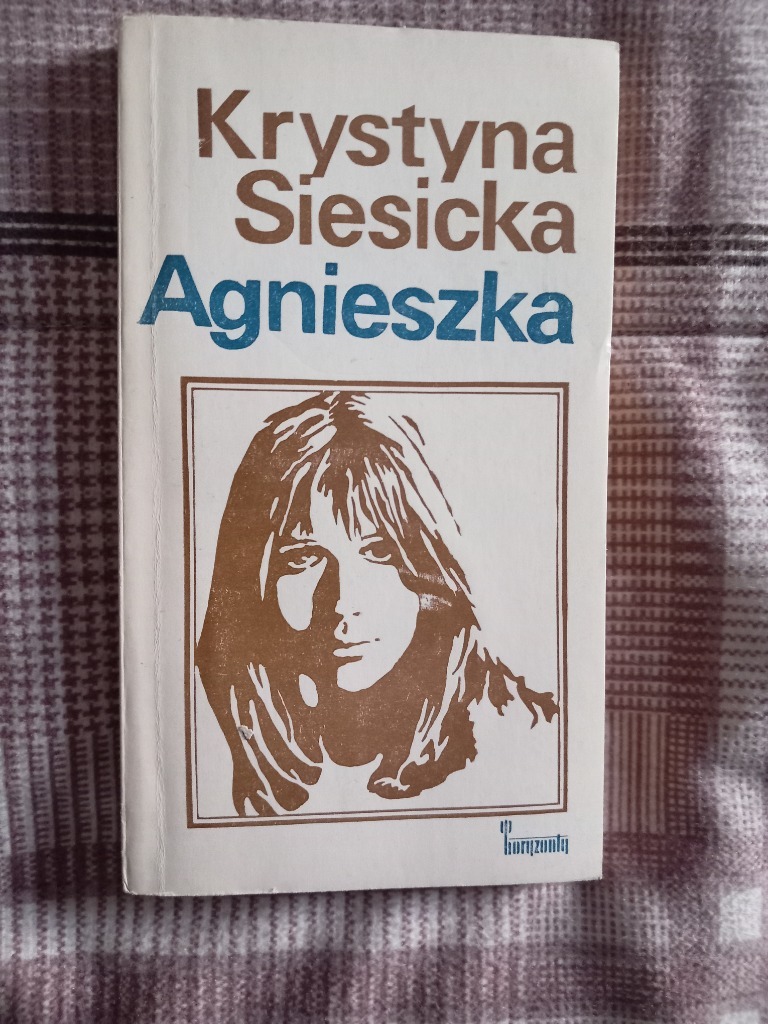 Krystyna
Siesicka
Agnieszka
horyzonty